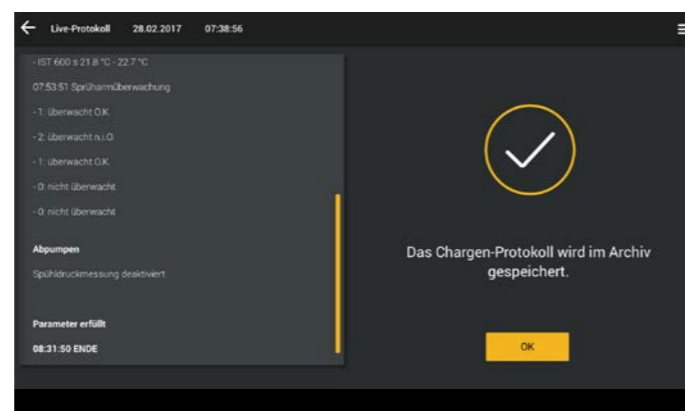 Live-Protokoll 28.02.2017 07:38:56
- IST 600 s 21.8 °C - 22.7 °C
07:53:51 Sprüharmüberwachung
- 1: überwacht O.K.
- 2: überwacht n.i.O.
- 1: überwacht O.K.
- 0: nicht überwacht
- 0: nicht überwacht
Abpumpen
Spühldruckmessung deaktiviert
Parameter erfüllt
08:31:50 ENDE
Das Chargen-Protokoll wird im Archiv
gespeichert.
OK